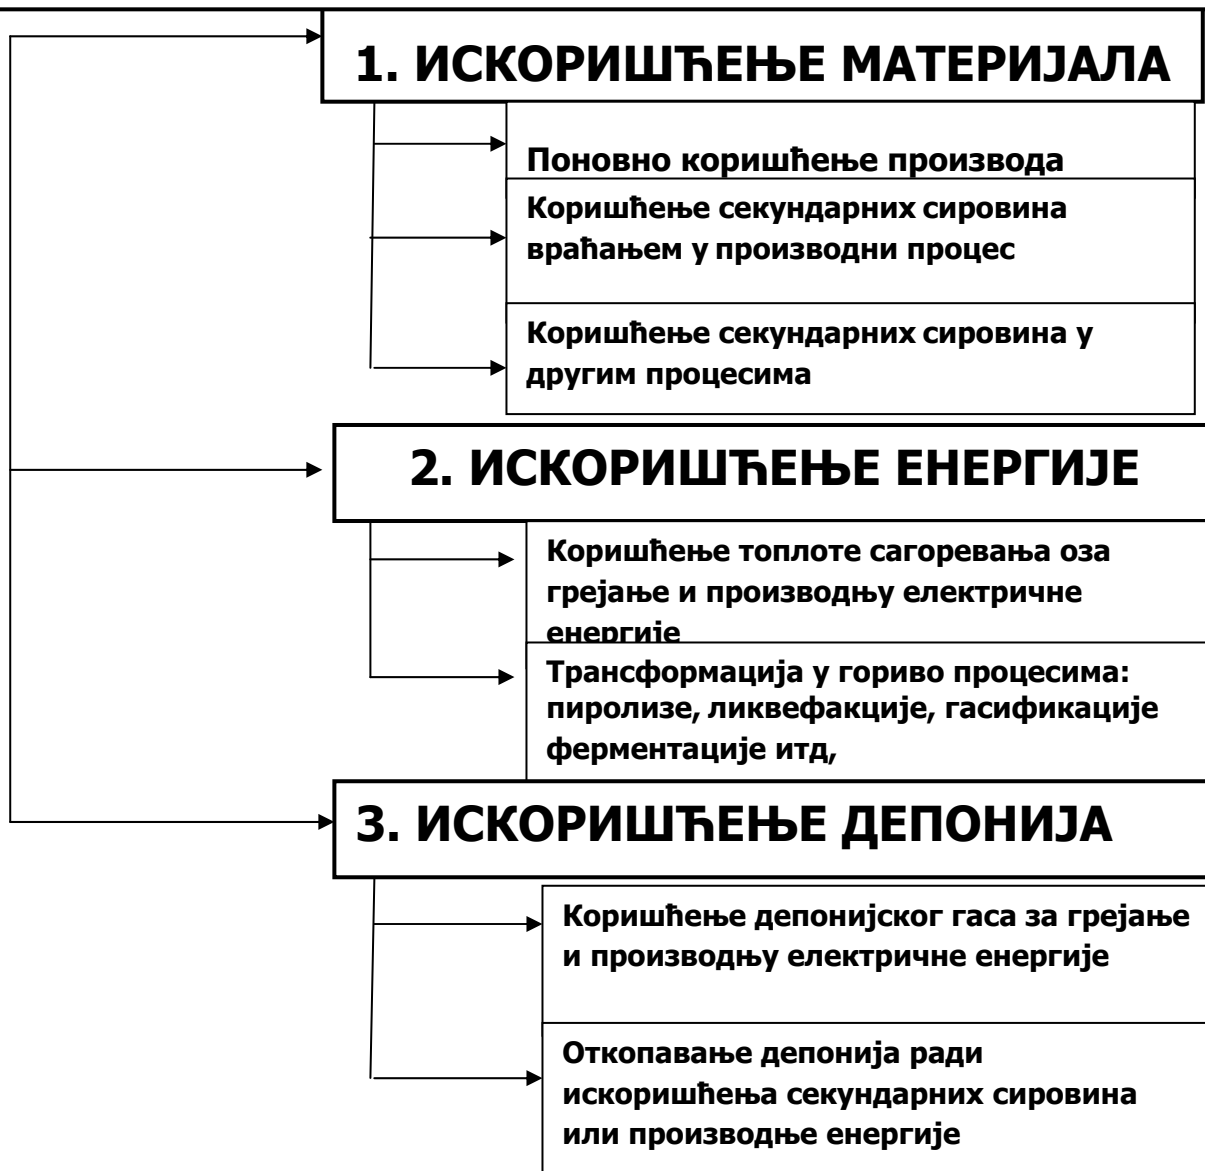 1. ИСКОРИШЋЕЊЕ МАТЕРИЈАЛА
Поновно коришћење производа
Коришћење секундарних сировина
враћањем у производни процес
Коришћење секундарних сировина у
другим процесима
2. ИСКОРИШЋЕЊЕ ЕНЕРГИЈЕ
Коришћење топлоте сагоревања оза
грејање и производњу електричне
енергије
Трансформација у гориво процесима:
пиролизе, ликвефакције, гасификације
ферментације итд,
3. ИСКОРИШЋЕЊЕ ДЕПОНИЈА
Коришћење депонијског гаса за грејање
и производњу електричне енергије
Откопавање депонија ради
искоришћења секундарних сировина
или производње енергије